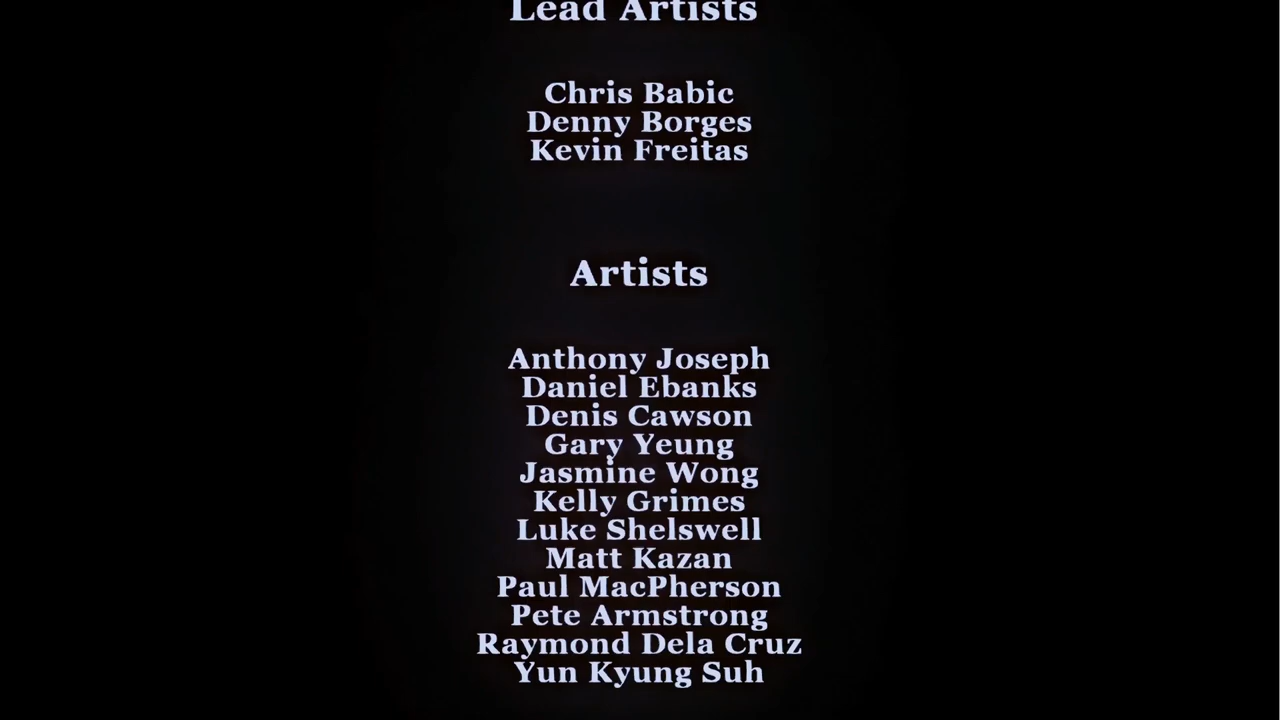 Lead Artists
Chris Babic
Denny Borges
Kevin Freitas
Artists
Anthony Joseph
Daniel Ebanks
Denis Cawson
Gary Yeung
Jasmine Wong
Kelly Grimes
Luke Shelswell
Matt Kazan
Paul MacPherson
Pete Armstrong
Raymond Dela Cruz
Yun Kyung Suh